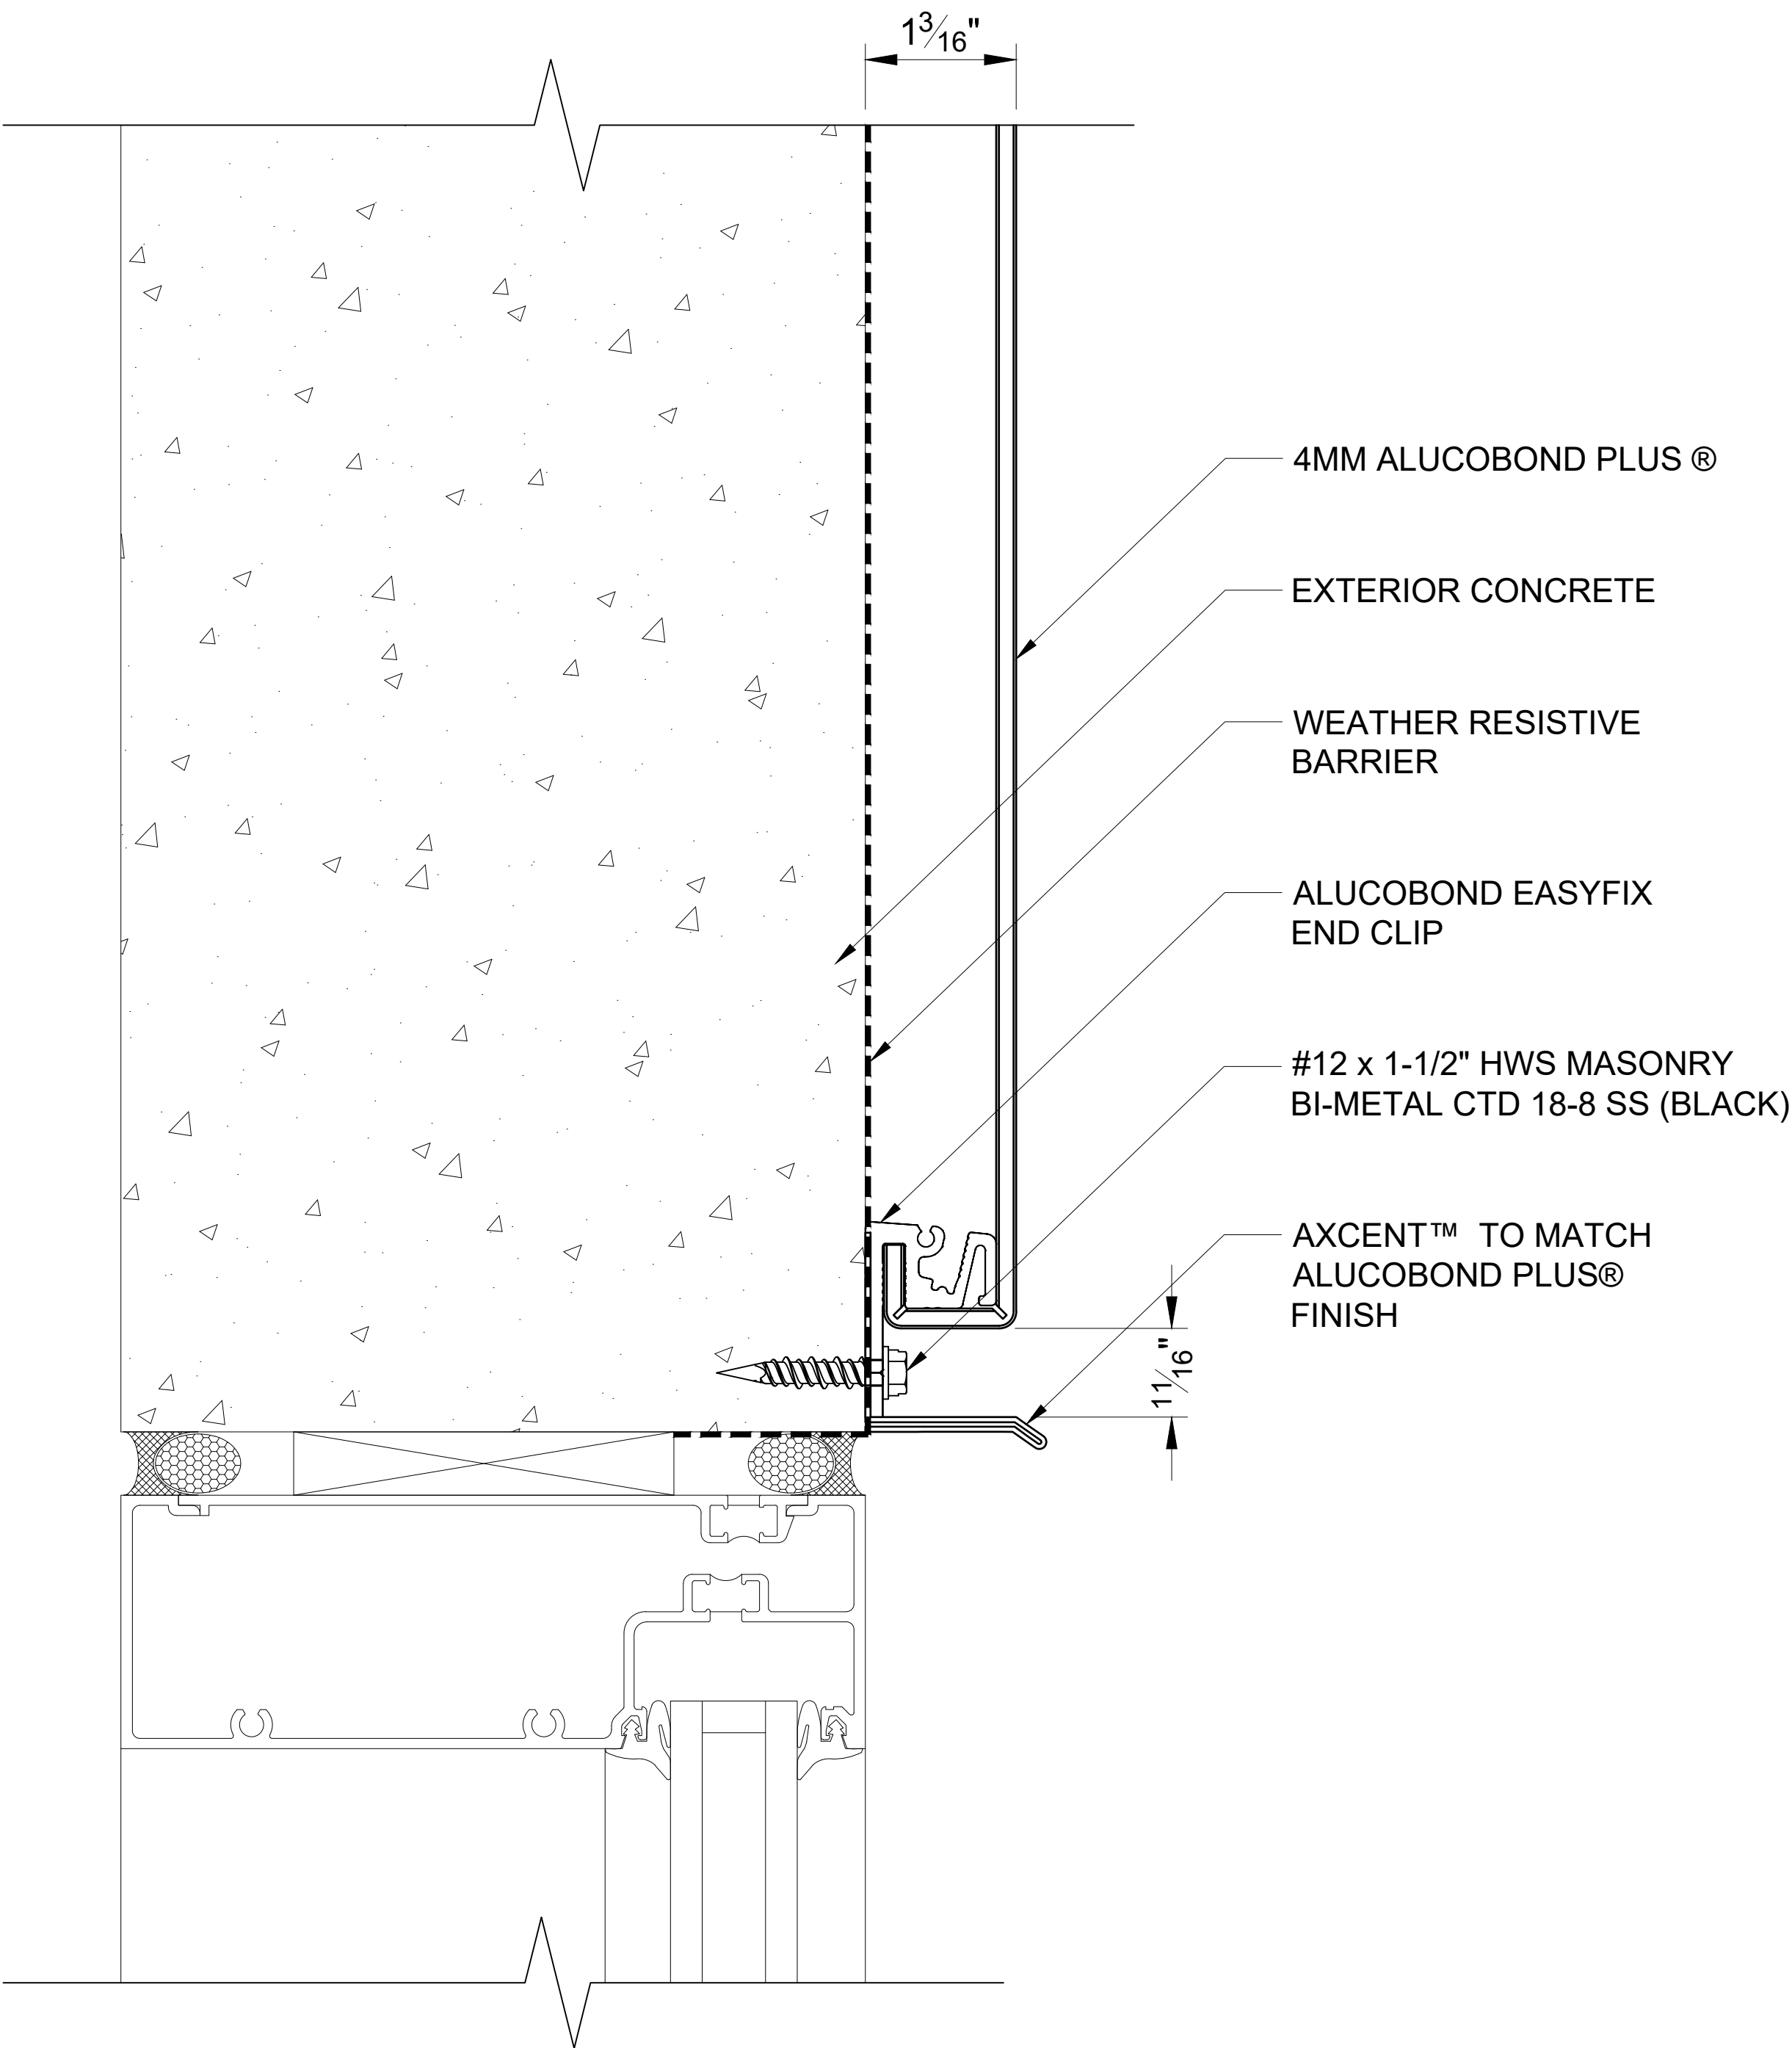 1 3/16"
4MM ALUCOBOND PLUS ®
EXTERIOR CONCRETE
WEATHER RESISTIVE
BARRIER
ALUCOBOND EASYFIX
END CLIP
#12 x 1-1/2" HWS MASONRY
BI-METAL CTD 18-8 SS (BLACK)
AXCENT™ TO MATCH
ALUCOBOND PLUS®
FINISH
11/16"